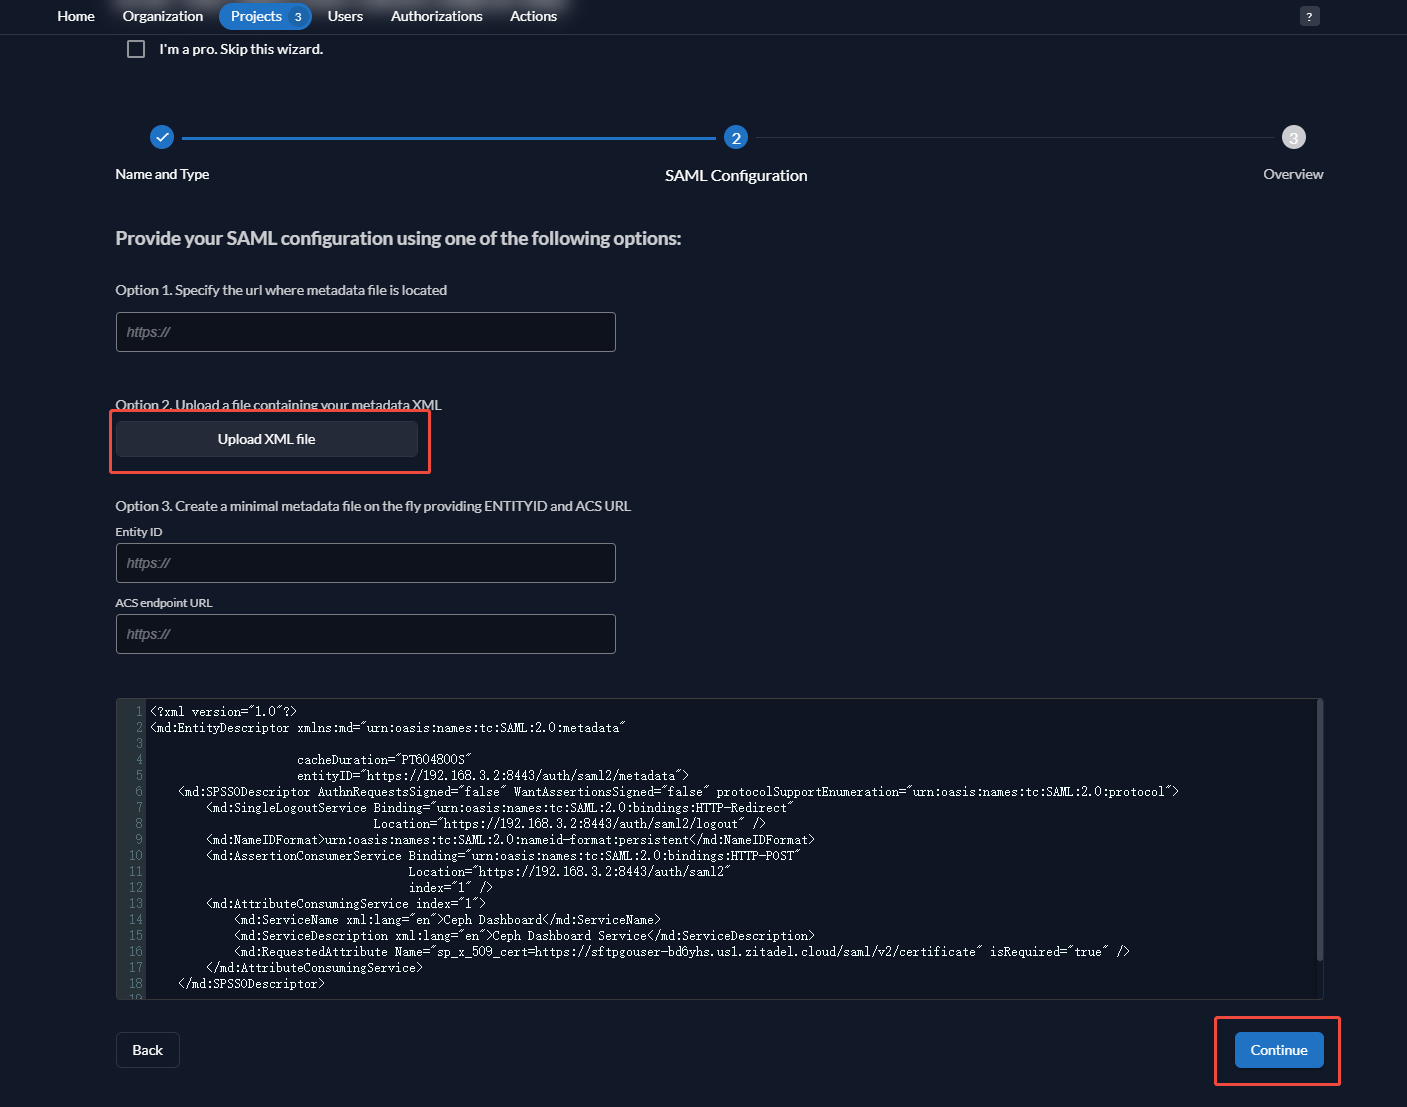 Home Organization Projects 3 Users Authorizations Actions ?
I'm a pro. Skip this wizard.
2 3
Name and Type SAML Configuration Overview
Provide your SAML configuration using one of the following options:
Option 1. Specify the url where metadata file is located
https://
Option 2. Upload a file containing your metadata XML
Upload XML file
Option 3. Create a minimal metadata file on the fly providing ENTITYID and ACS URL
Entity ID
https://
ACS endpoint URL
https://
1 <?xml version="1.0"?>
2 <md:EntityDescriptor xmlns:md="urn:oasis:names:tc:SAML:2.0:metadata"
3
4 cacheDuration="PT604800S"
5 entityID="https://192.168.3.2:8443/auth/saml2/metadata">
6 <md:SPSSODescriptor AuthnRequestsSigned="false" WantAssertionsSigned="false" protocolSupportEnumeration="urn:oasis:names:tc:SAML:2.0:protocol">
7 <md:SingleLogoutService Binding="urn:oasis:names:tc:SAML:2.0:bindings:HTTP-Redirect"
8 Location="https://192.168.3.2:8443/auth/saml2/logout" />
9 <md:NameIDFormat>urn:oasis:names:tc:SAML:2.0:nameid-format:persistent</md:NameIDFormat>
10 <md:AssertionConsumerService Binding="urn:oasis:names:tc:SAML:2.0:bindings:HTTP-POST"
11 Location="https://192.168.3.2:8443/auth/saml2"
12 index="1" />
13 <md:AttributeConsumingService index="1">
14 <md:ServiceName xml:lang="en">Ceph Dashboard</md:ServiceName>
15 <md:ServiceDescription xml:lang="en">Ceph Dashboard Service</md:ServiceDescription>
16 <md:RequestedAttribute Name="sp_x_509_cert=https://sftpgouser-bd6yhs.us1.zitadel.cloud/saml/v2/certificate" isRequired="true" />
17 </md:AttributeConsumingService>
18 </md:SPSSODescriptor>
19
Back Continue